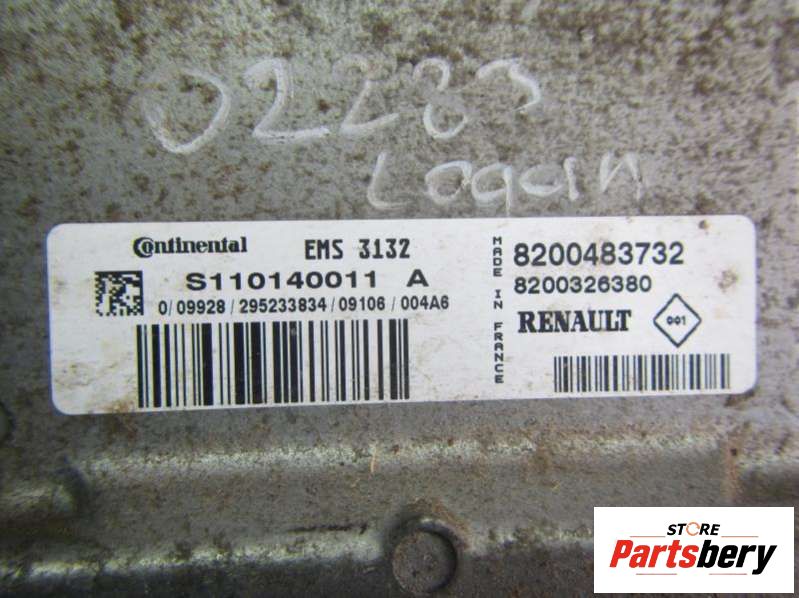 02283
Logan
Continental EMS 3132
S110140011 A
0/09928/295233834/09106/004A6
MADE IN FRANCE
8200483732
8200326380
RENAULT 001
STORE
Partsbery